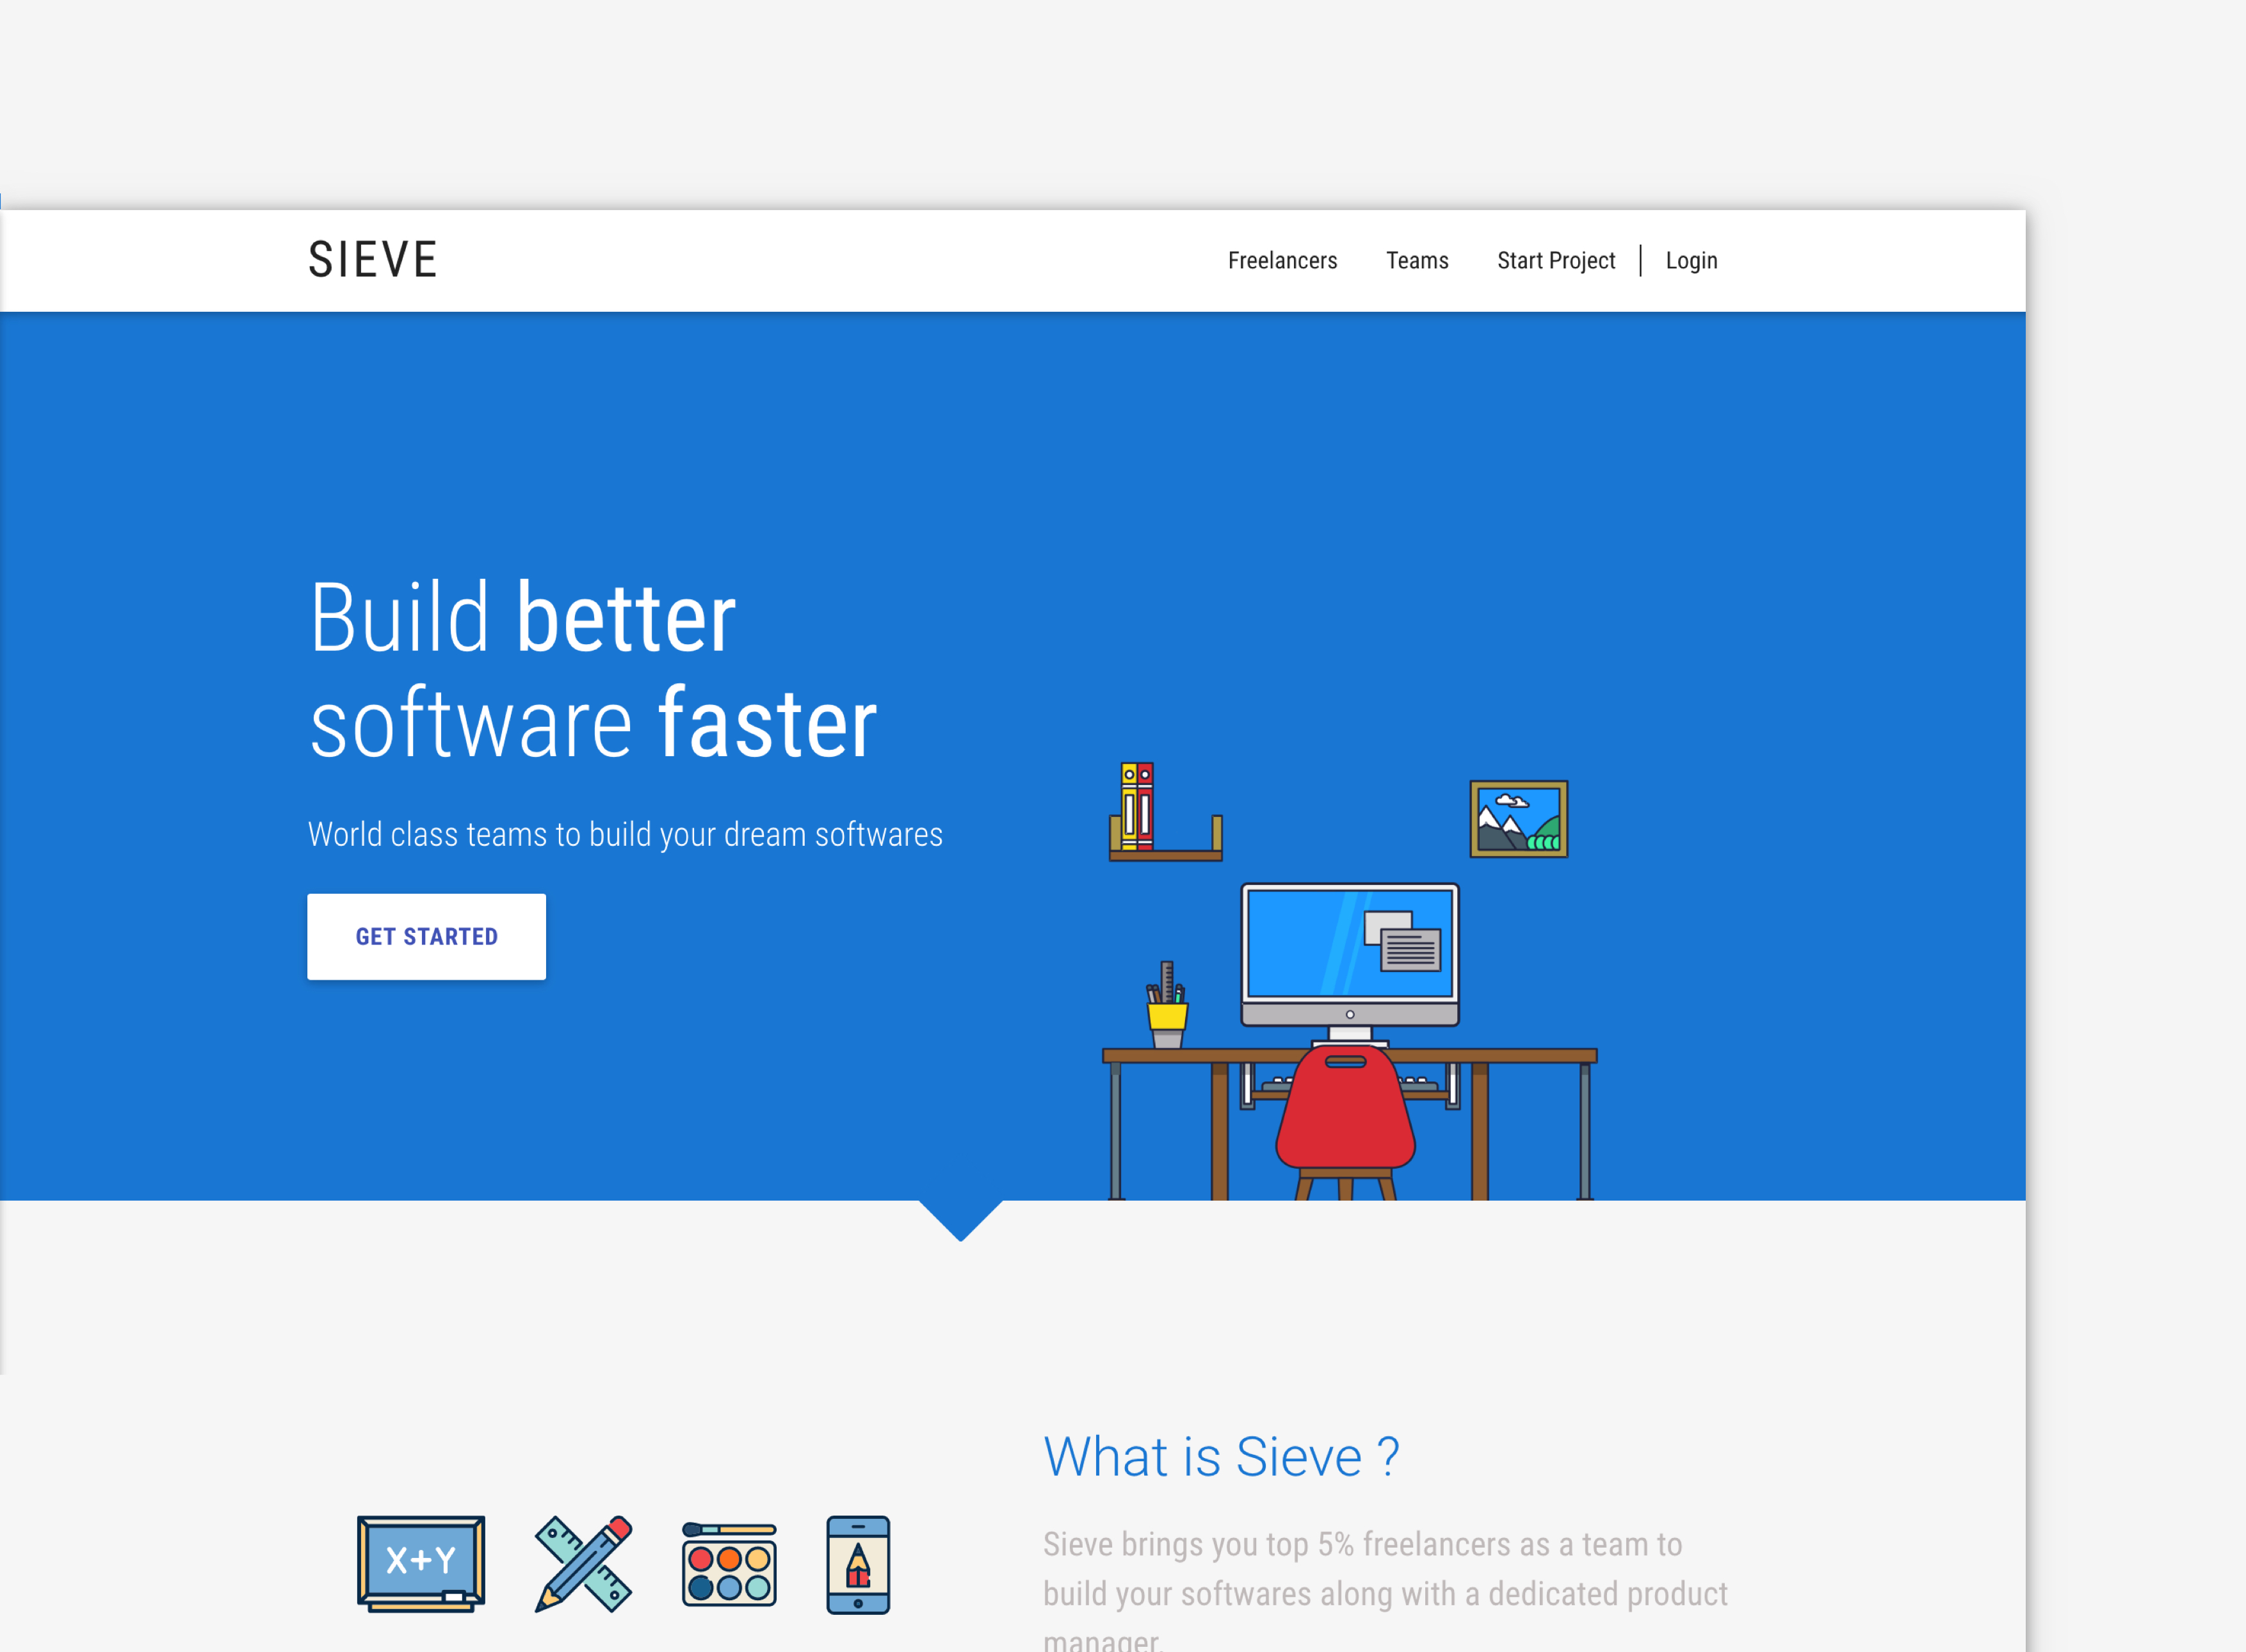 SIEVE
Freelancers Teams Start Project Login
Build better
software faster
World class teams to build your dream softwares
GET STARTED
What is Sieve ?
X+Y
Sieve brings you top 5% freelancers as a team to
build your softwares along with a dedicated product
manager.